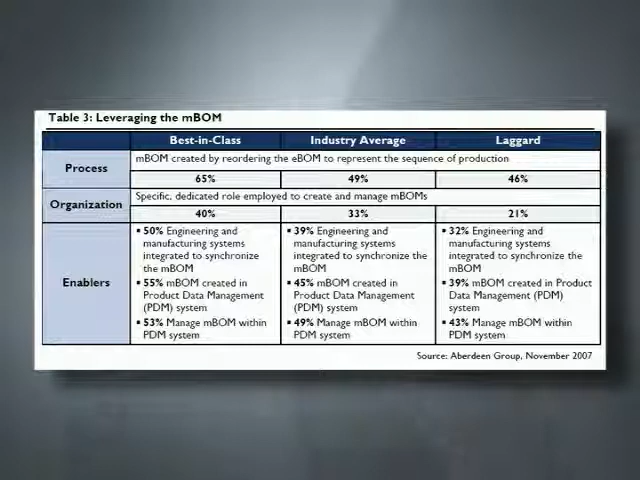 Table 3: Leveraging the mBOM
Best-in-Class Industry Average Laggard
Process
mBOM created by reordering the eBOM to represent the sequence of production
65% 49% 46%
Organization
Specific, dedicated role employed to create and manage mBOMs
40% 33% 21%
Enablers
▪ 50% Engineering and
manufacturing systems
integrated to synchronize
the mBOM
▪ 55% mBOM created in
Product Data Management
(PDM) system
▪ 53% Manage mBOM within
PDM system
▪ 39% Engineering and
manufacturing systems
integrated to synchronize the
mBOM
▪ 45% mBOM created in
Product Data Management
(PDM) system
▪ 49% Manage mBOM within
PDM system
▪ 32% Engineering and
manufacturing systems
integrated to synchronize the
mBOM
▪ 39% mBOM created in Product
Data Management (PDM)
system
▪ 43% Manage mBOM within
PDM system
Source: Aberdeen Group, November 2007